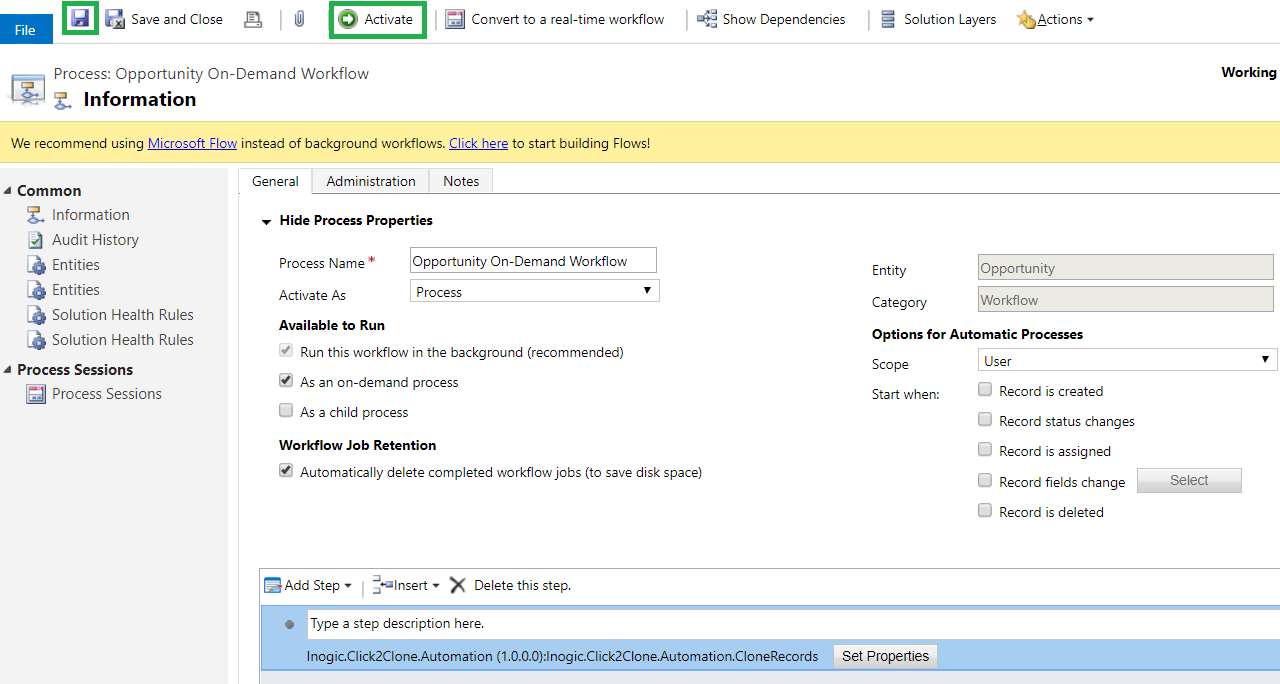 File
Save and Close
Activate
Convert to a real-time workflow
Show Dependencies
Solution Layers
Actions
Process: Opportunity On-Demand Workflow
Information
Working
We recommend using Microsoft Flow instead of background workflows. Click here to start building Flows!
Common
Information
Audit History
Entities
Entities
Solution Health Rules
Solution Health Rules
Process Sessions
Process Sessions
General
Administration
Notes
Hide Process Properties
Process Name *
Opportunity On-Demand Workflow
Activate As
Process
Available to Run
Run this workflow in the background (recommended)
As an on-demand process
As a child process
Workflow Job Retention
Automatically delete completed workflow jobs (to save disk space)
Entity
Opportunity
Category
Workflow
Options for Automatic Processes
Scope
User
Start when:
Record is created
Record status changes
Record is assigned
Record fields change
Select
Record is deleted
Add Step
Insert
Delete this step.
Type a step description here.
Inogic.Click2Clone.Automation (1.0.0.0):Inogic.Click2Clone.Automation.CloneRecords
Set Properties